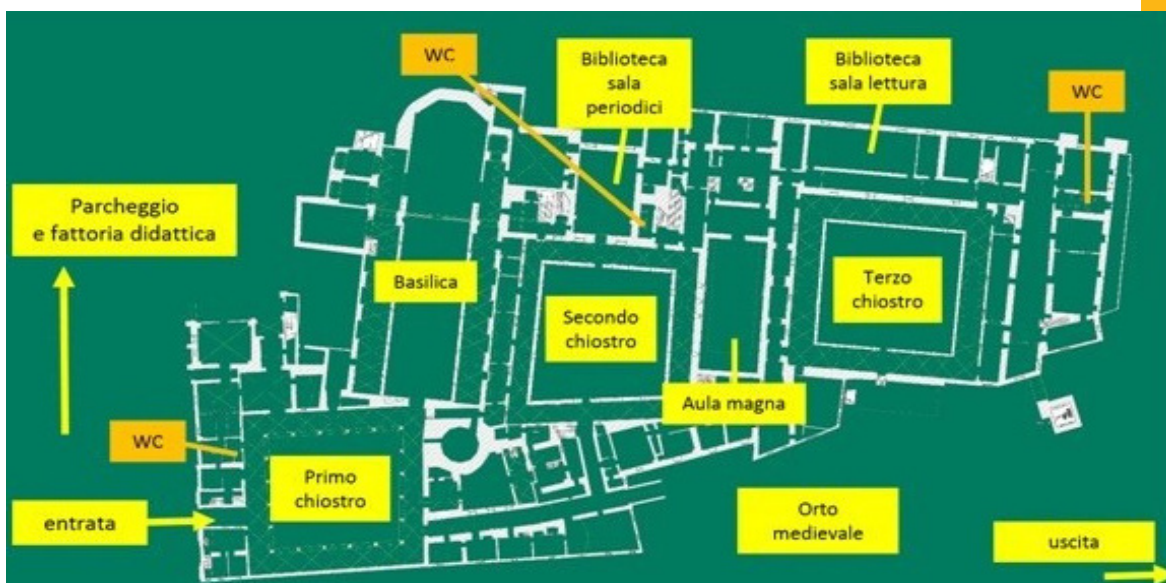 WC
Biblioteca
sala
periodici
Biblioteca
sala lettura
WC
Parcheggio
e fattoria didattica
Basilica
Secondo
chiostro
Terzo
chiostro
Aula magna
WC
Primo
chiostro
entrata
Orto
medievale
uscita